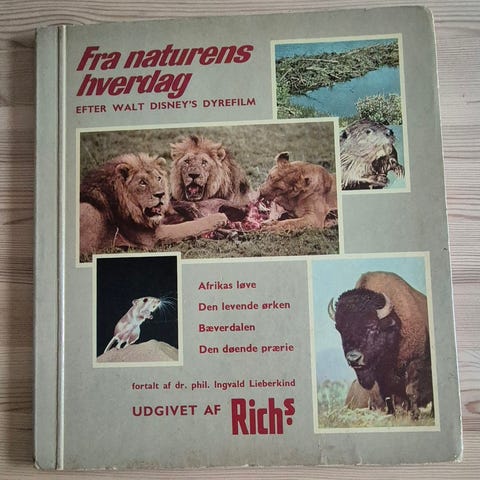 Fra naturens
hverdag
EFTER WALT DISNEY'S DYREFILM
Afrikas løve
Den levende ørken
Bæverdalen
Den døende prærie
fortalt af dr. phil. Ingvald Lieberkind
UDGIVET AF Rich's